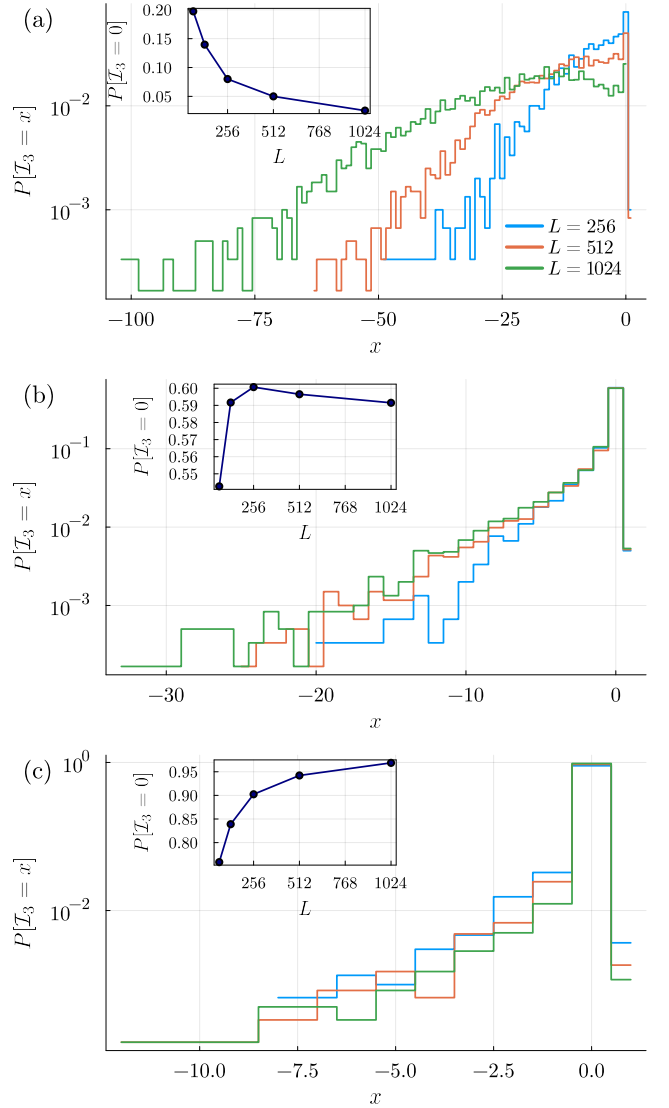 (a)
P[𝓘₃ = 0]
0.20
0.15
0.10
0.05
256 512 768 1024
L
P[𝓘₃ = x]
10⁻²
10⁻³
L = 256
L = 512
L = 1024
−100 −75 −50 −25 0
x
(b)
P[𝓘₃ = 0]
0.60
0.59
0.58
0.57
0.56
0.55
256 512 768 1024
L
P[𝓘₃ = x]
10⁻¹
10⁻²
10⁻³
−30 −20 −10 0
x
(c)
P[𝓘₃ = 0]
0.95
0.90
0.85
0.80
256 512 768 1024
L
P[𝓘₃ = x]
10⁰
10⁻²
−10.0 −7.5 −5.0 −2.5 0.0
x